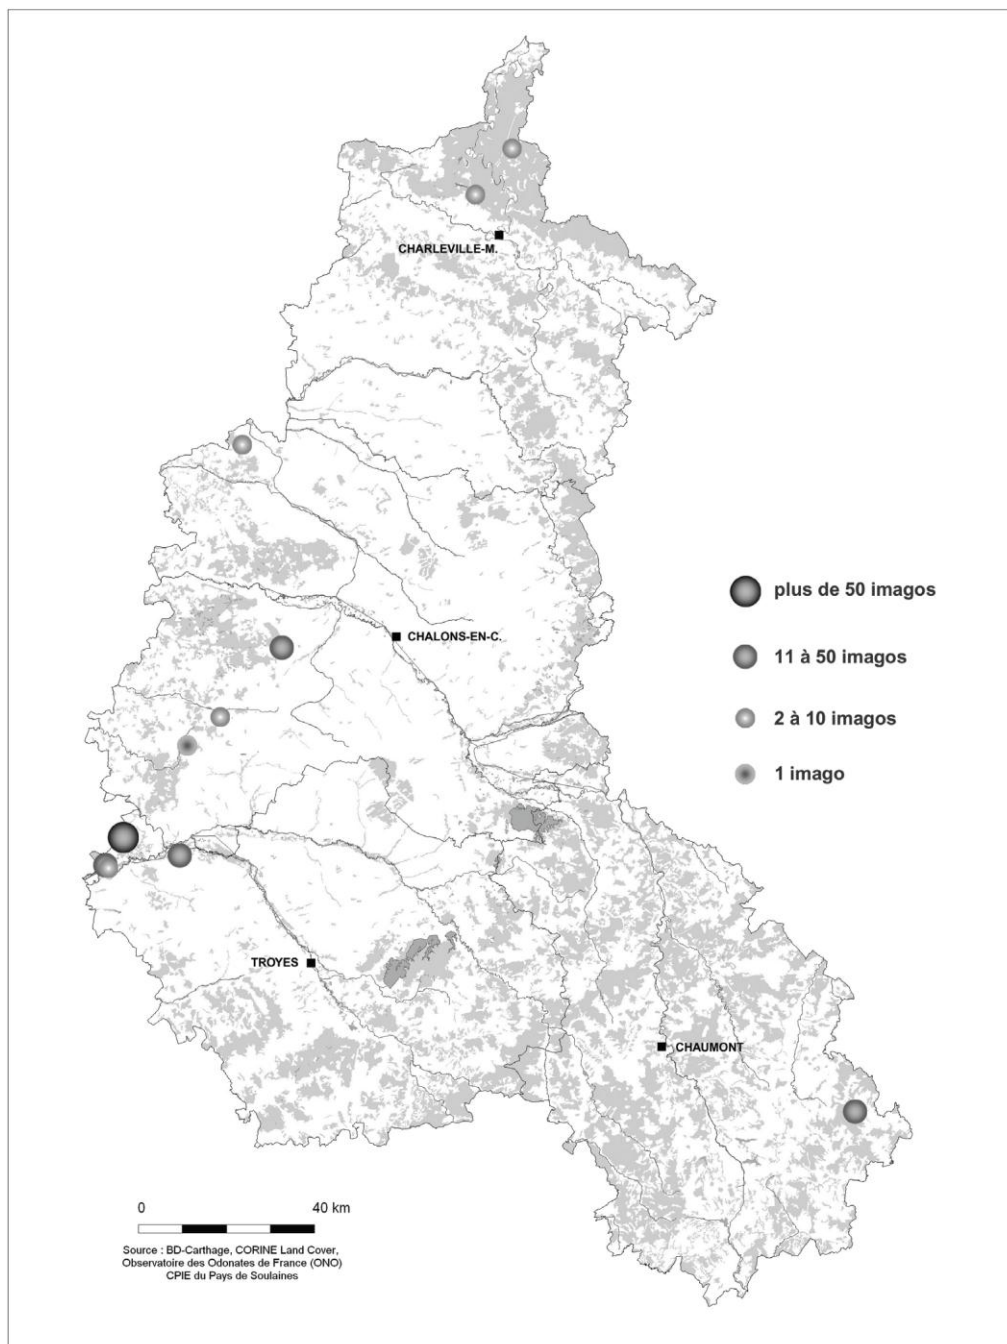 CHARLEVILLE-M.
CHALONS-EN-C.
plus de 50 imagos
11 à 50 imagos
2 à 10 imagos
1 imago
TROYES
CHAUMONT
0 40 km
Source : BD-Carthage, CORINE Land Cover,
Observatoire des Odonates de France (ONO)
CPIE du Pays de Soulaines